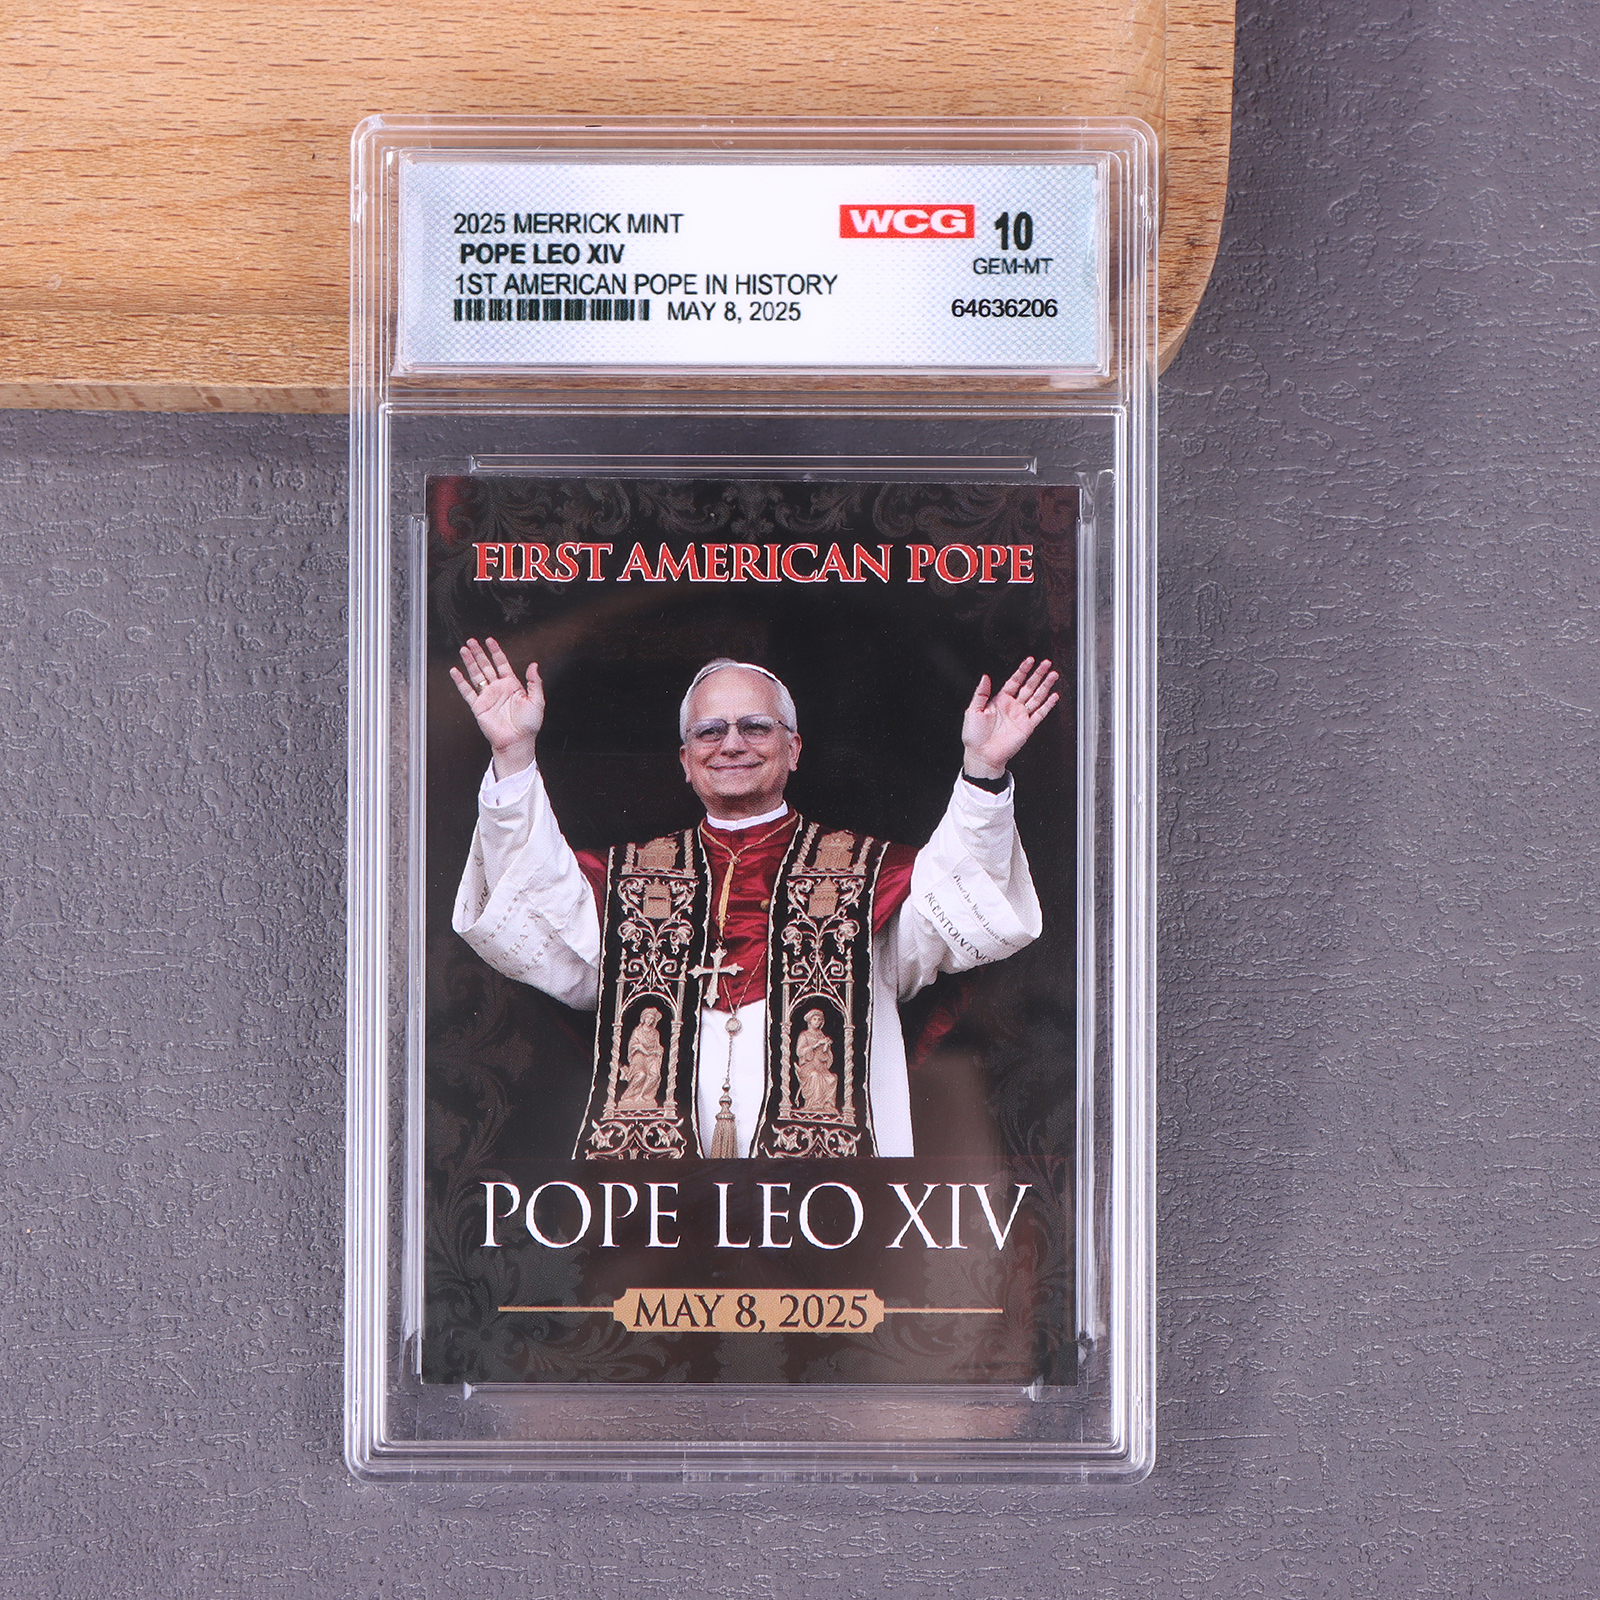 2025 MERRICK MINT
POPE LEO XIV
1ST AMERICAN POPE IN HISTORY
MAY 8, 2025
WCG 10
GEM-MT
64636206
FIRST AMERICAN POPE
POPE LEO XIV
MAY 8, 2025